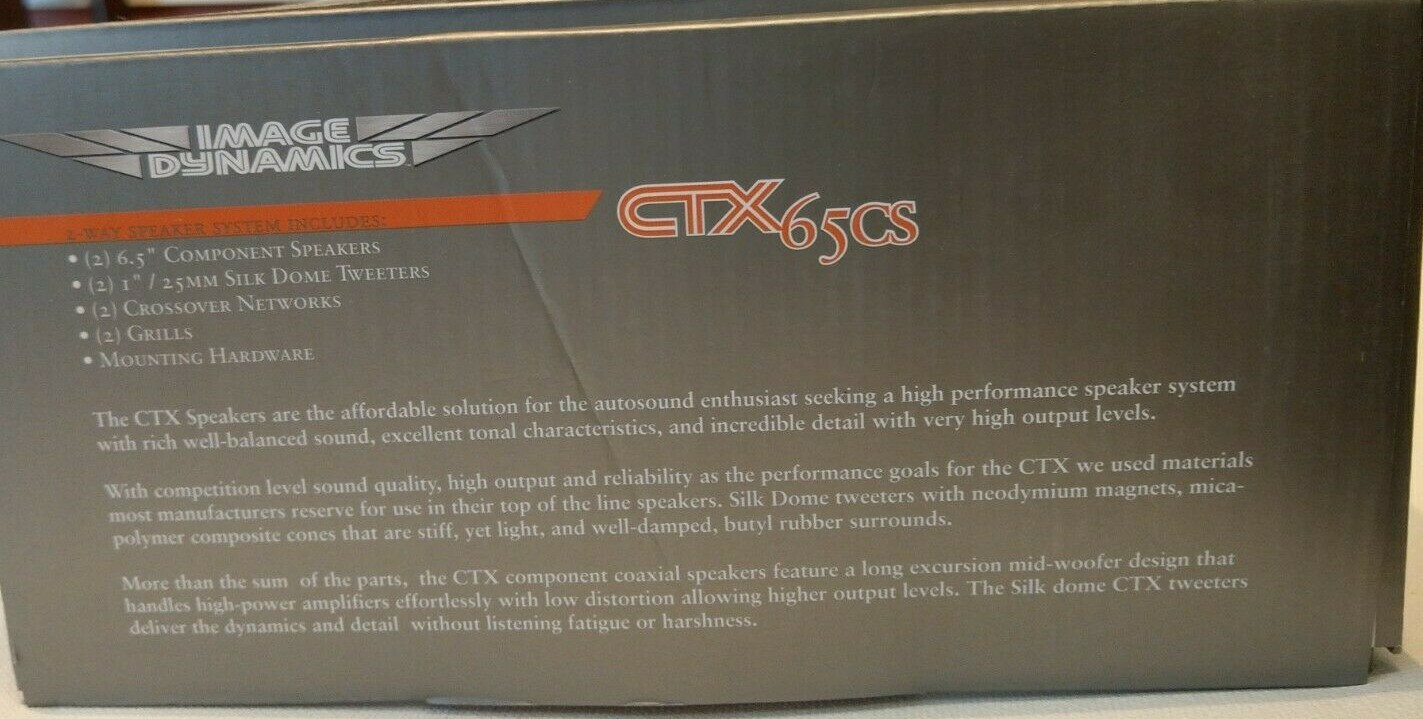 IMAGE
DYNAMICS
CTX65CS
2-WAY SPEAKER SYSTEM INCLUDES:
• (2) 6.5" COMPONENT SPEAKERS
• (2) 1" / 25MM SILK DOME TWEETERS
• (2) CROSSOVER NETWORKS
• (2) GRILLS
• MOUNTING HARDWARE
The CTX Speakers are the affordable solution for the autosound enthusiast seeking a high performance speaker system
with rich well-balanced sound, excellent tonal characteristics, and incredible detail with very high output levels.
With competition level sound quality, high output and reliability as the performance goals for the CTX we used materials
most manufacturers reserve for use in their top of the line speakers. Silk Dome tweeters with neodymium magnets, mica-
polymer composite cones that are stiff, yet light, and well-damped, butyl rubber surrounds.
More than the sum of the parts, the CTX component coaxial speakers feature a long excursion mid-woofer design that
handles high-power amplifiers effortlessly with low distortion allowing higher output levels. The Silk dome CTX tweeters
deliver the dynamics and detail without listening fatigue or harshness.